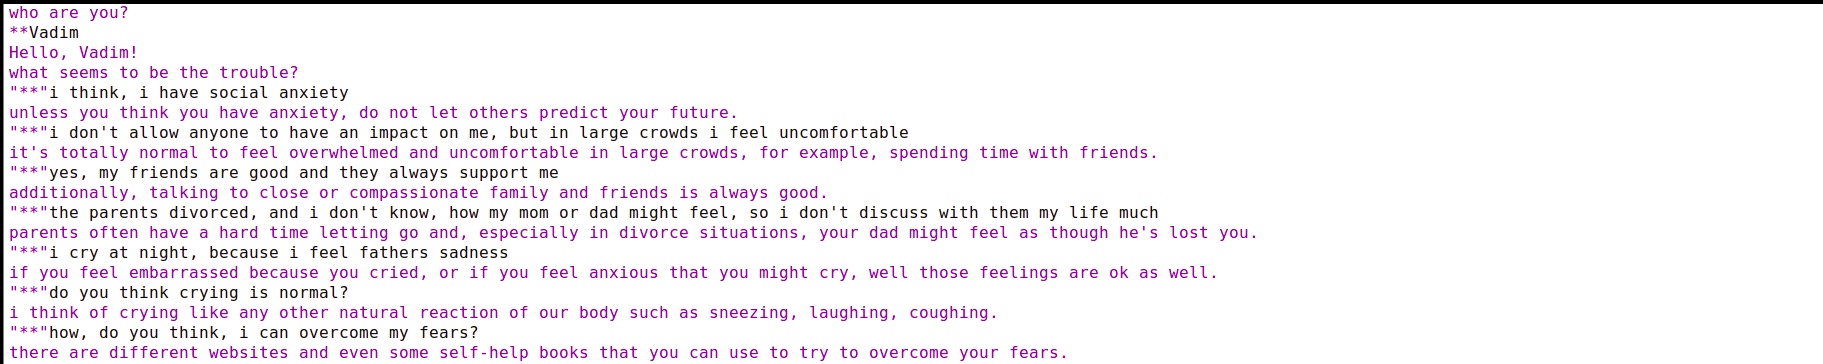 who are you?
**Vadim
Hello, Vadim!
what seems to be the trouble?
"**"i think, i have social anxiety
unless you think you have anxiety, do not let others predict your future.
"**"i don't allow anyone to have an impact on me, but in large crowds i feel uncomfortable
it's totally normal to feel overwhelmed and uncomfortable in large crowds, for example, spending time with friends.
"**"yes, my friends are good and they always support me
additionally, talking to close or compassionate family and friends is always good.
"**"the parents divorced, and i don't know, how my mom or dad might feel, so i don't discuss with them my life much
parents often have a hard time letting go and, especially in divorce situations, your dad might feel as though he's lost you.
"**"i cry at night, because i feel fathers sadness
if you feel embarrassed because you cried, or if you feel anxious that you might cry, well those feelings are ok as well.
"**"do you think crying is normal?
i think of crying like any other natural reaction of our body such as sneezing, laughing, coughing.
"**"how, do you think, i can overcome my fears?
there are different websites and even some self-help books that you can use to try to overcome your fears.